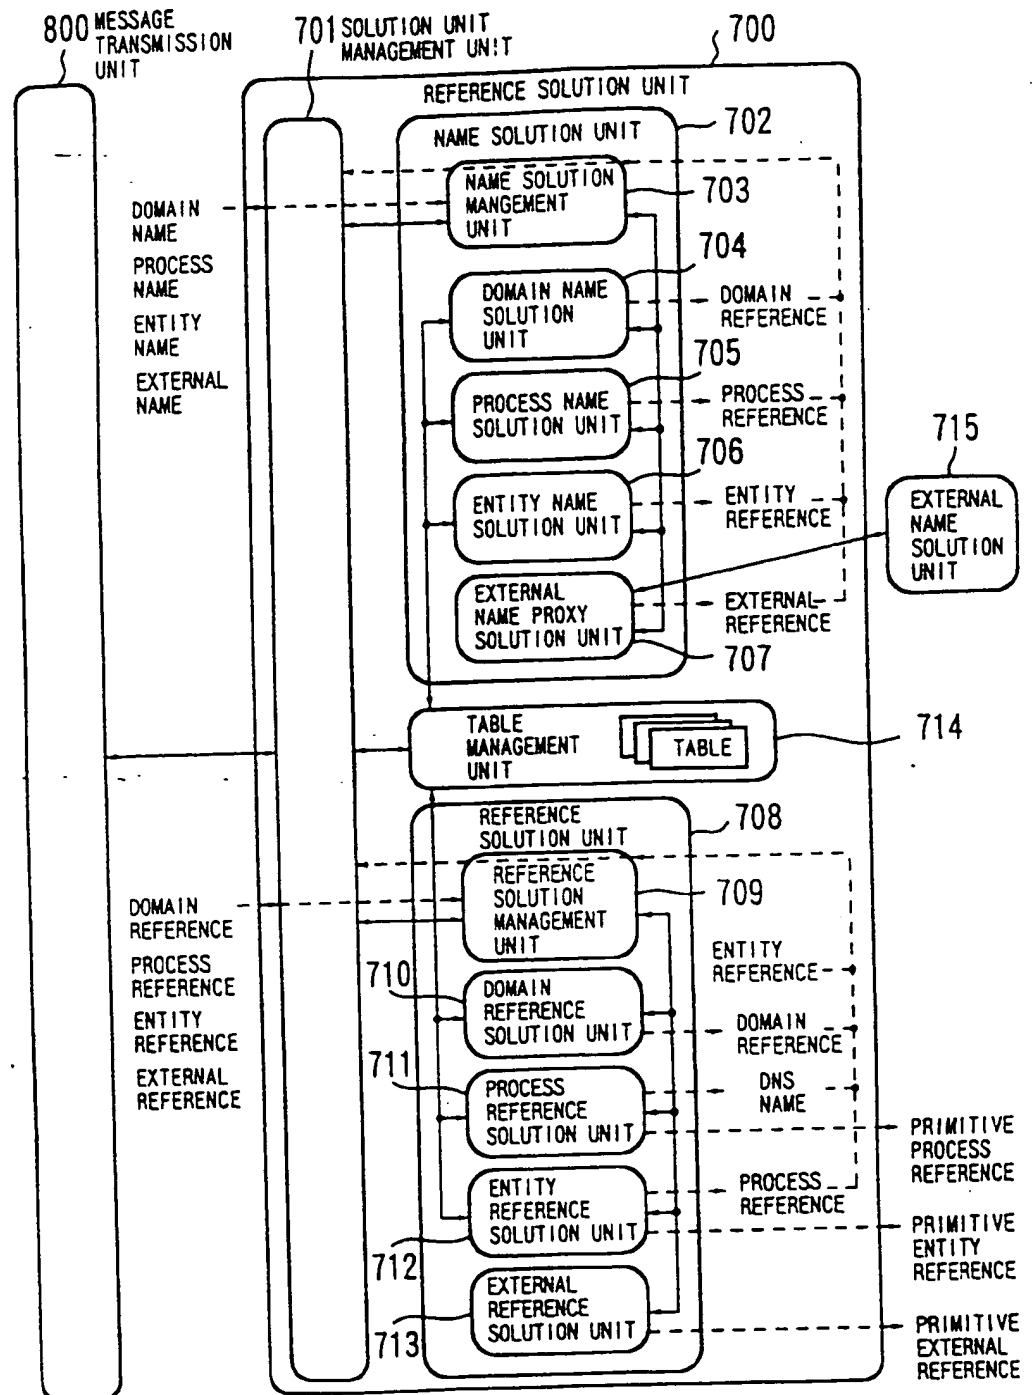 800 MESSAGE
TRANSMISSION
UNIT
701 SOLUTION UNIT
MANAGEMENT UNIT
700
REFERENCE SOLUTION UNIT
NAME SOLUTION UNIT
702
NAME SOLUTION
MANGEMENT
UNIT
703
DOMAIN
NAME
PROCESS
NAME
ENTITY
NAME
EXTERNAL
NAME
704
DOMAIN NAME
SOLUTION
UNIT
DOMAIN
REFERENCE
705
PROCESS NAME
SOLUTION UNIT
PROCESS
REFERENCE
706
ENTITY NAME
SOLUTION UNIT
ENTITY
REFERENCE
715
EXTERNAL
NAME
SOLUTION
UNIT
EXTERNAL
NAME PROXY
SOLUTION UNIT
EXTERNAL
REFERENCE
707
TABLE
MANAGEMENT
UNIT
TABLE
714
REFERENCE
SOLUTION UNIT
708
REFERENCE
SOLUTION
MANAGEMENT
UNIT
709
DOMAIN
REFERENCE
PROCESS
REFERENCE
ENTITY
REFERENCE
EXTERNAL
REFERENCE
ENTITY
REFERENCE
710
DOMAIN
REFERENCE
SOLUTION UNIT
DOMAIN
REFERENCE
711
PROCESS
REFERENCE
SOLUTION UNIT
DNS
NAME
PRIMITIVE
PROCESS
REFERENCE
ENTITY
REFERENCE
SOLUTION UNIT
PROCESS
REFERENCE
712
PRIMITIVE
ENTITY
REFERENCE
EXTERNAL
REFERENCE
SOLUTION UNIT
713
PRIMITIVE
EXTERNAL
REFERENCE